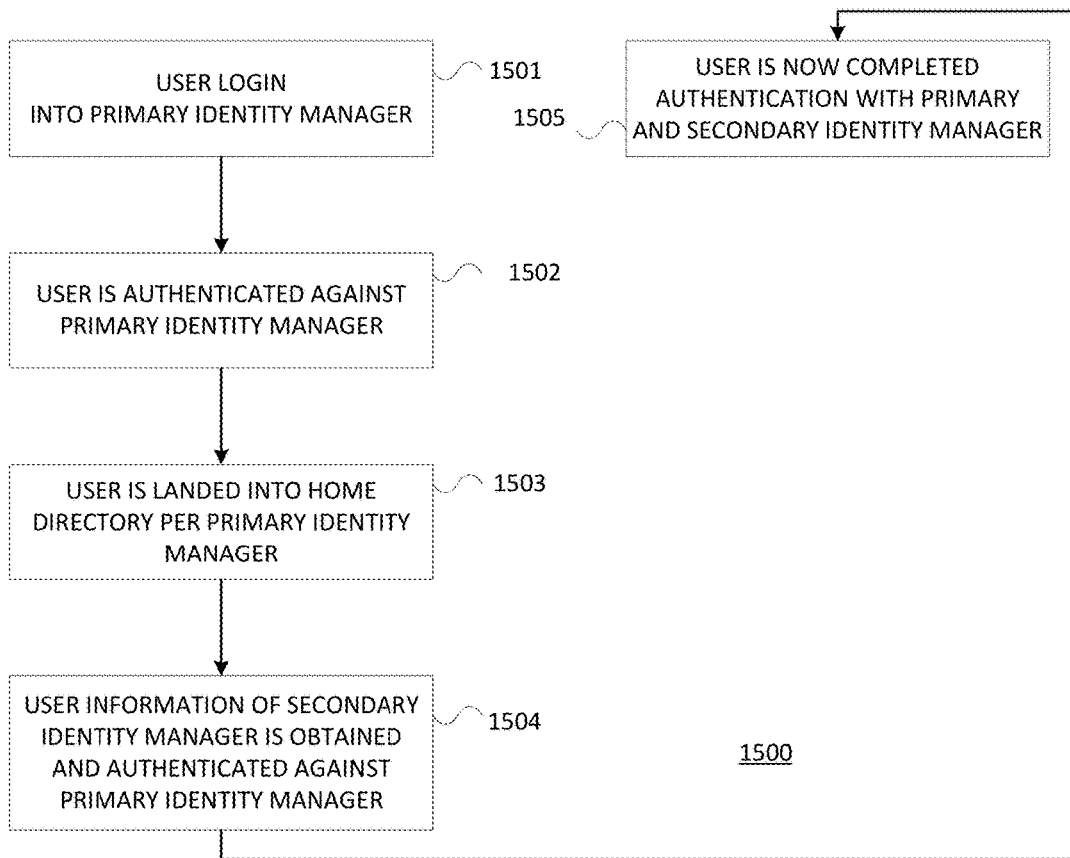 USER LOGIN
INTO PRIMARY IDENTITY MANAGER
1501
USER IS AUTHENTICATED AGAINST
PRIMARY IDENTITY MANAGER
1502
USER IS LANDED INTO HOME
DIRECTORY PER PRIMARY IDENTITY
MANAGER
1503
USER INFORMATION OF SECONDARY
IDENTITY MANAGER IS OBTAINED
AND AUTHENTICATED AGAINST
PRIMARY IDENTITY MANAGER
1504
USER IS NOW COMPLETED
AUTHENTICATION WITH PRIMARY
AND SECONDARY IDENTITY MANAGER
1505
1500